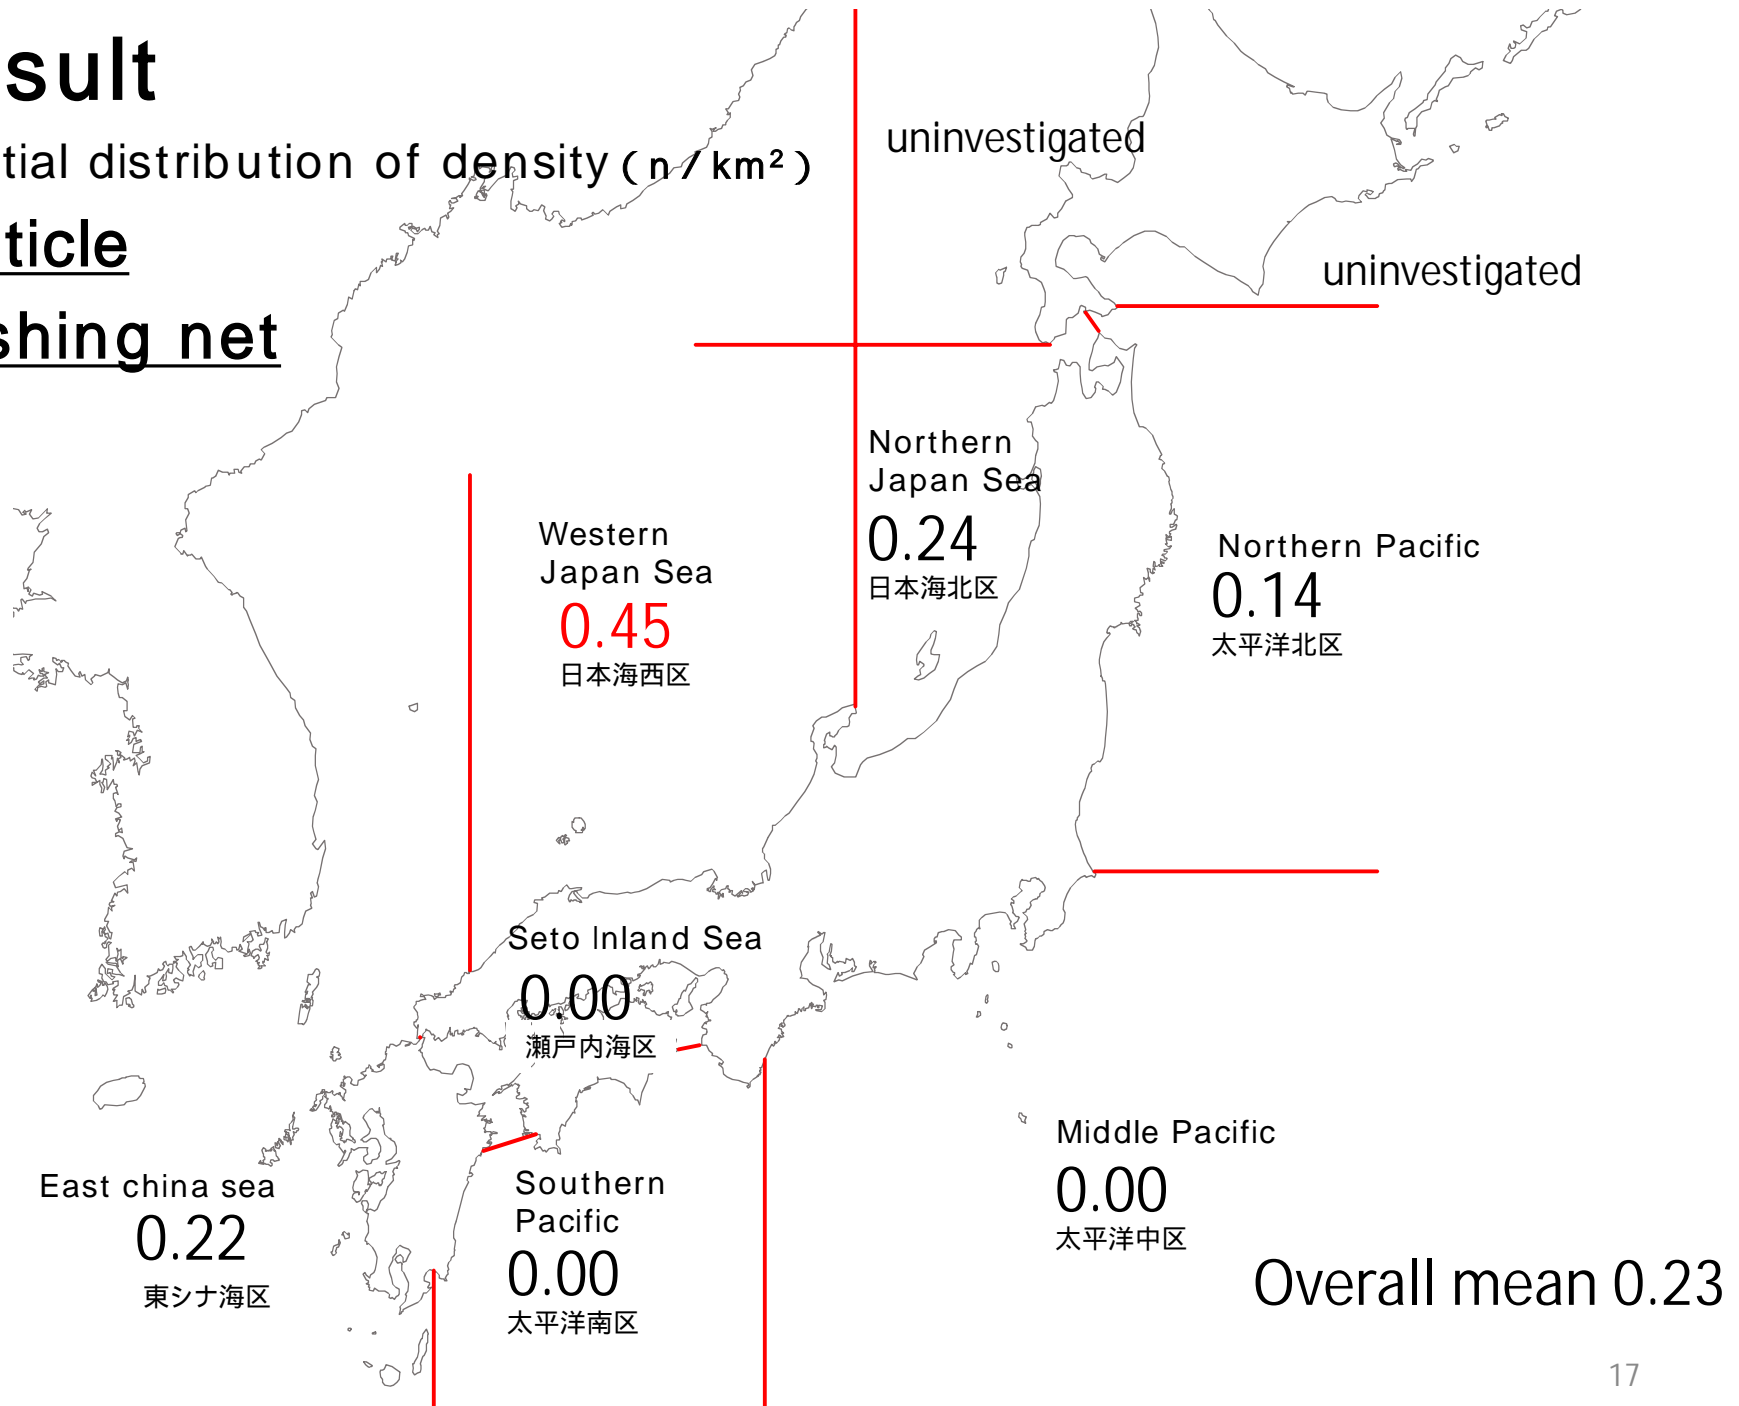 sult
tial distribution of density(n/km²)
ticle
shing net
uninvestigated
uninvestigated
Northern
Japan Sea
0.24
日本海北区
Western
Japan Sea
0.45
日本海西区
Northern Pacific
0.14
太平洋北区
Seto Inland Sea
0.00
瀬戸内海区
East china sea
0.22
東シナ海区
Southern
Pacific
0.00
太平洋南区
Middle Pacific
0.00
太平洋中区
Overall mean 0.23
17